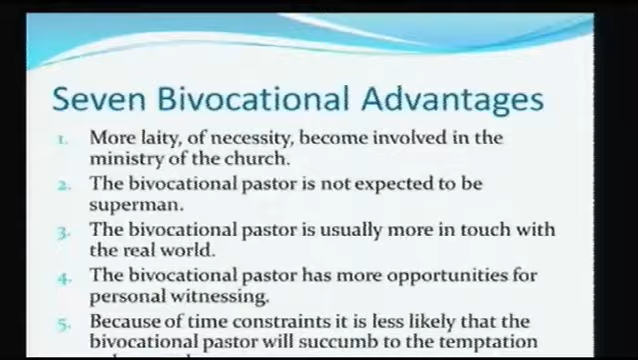 Seven Bivocational Advantages
1. More laity, of necessity, become involved in the
ministry of the church.
2. The bivocational pastor is not expected to be
superman.
3. The bivocational pastor is usually more in touch with
the real world.
4. The bivocational pastor has more opportunities for
personal witnessing.
5. Because of time constraints it is less likely that the
bivocational pastor will succumb to the temptation